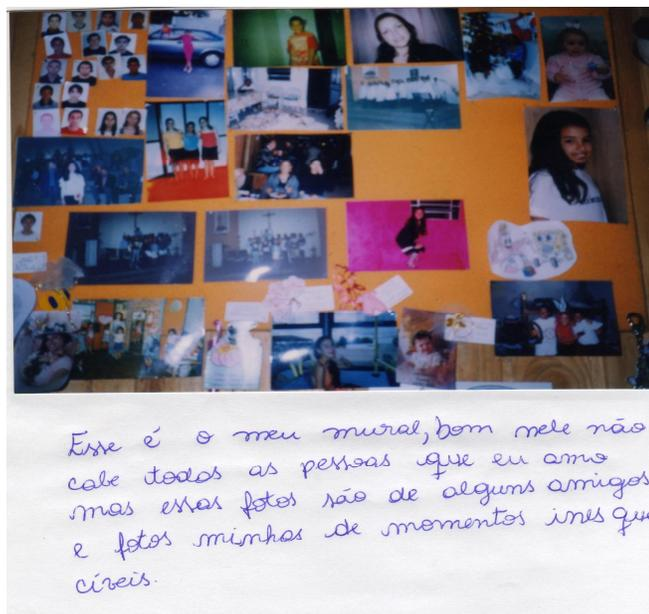 Esse é o meu mural, bom nele não
cabe todas as pessoas que eu amo
mas essas fotos são de alguns amigos
e fotos minhas de momentos inesque
cíveis.